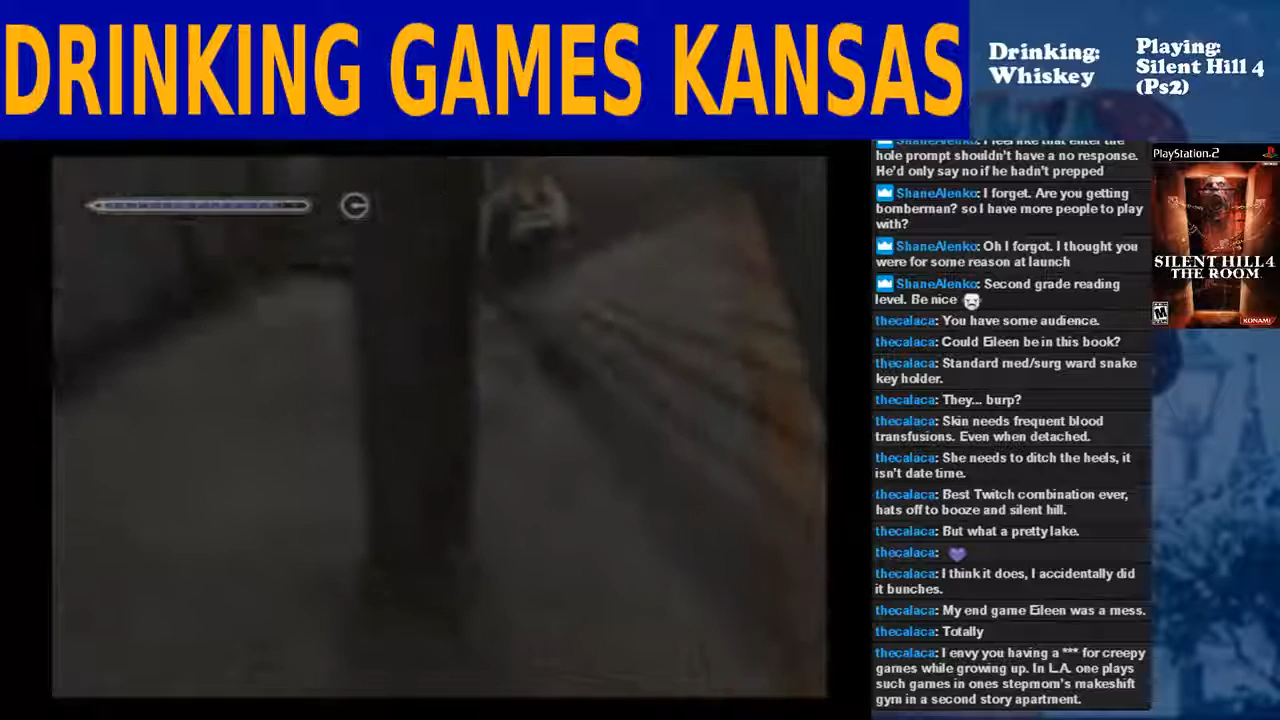 DRINKING GAMES KANSAS
Drinking:
Whiskey
Playing:
Silent Hill 4
(Ps2)
ShaneAlenko: I feel like that enter the
hole prompt shouldn't have a no response.
He'd only say no if he hadn't prepped
ShaneAlenko: I forget. Are you getting
bomberman? so I have more people to play
with?
ShaneAlenko: Oh I forgot. I thought you
were for some reason at launch
ShaneAlenko: Second grade reading
level. Be nice
thecalaca: You have some audience.
thecalaca: Could Eileen be in this book?
thecalaca: Standard med/surg ward snake
key holder.
thecalaca: They... burp?
thecalaca: Skin needs frequent blood
transfusions. Even when detached.
thecalaca: She needs to ditch the heels, it
isn't date time.
thecalaca: Best Twitch combination ever,
hats off to booze and silent hill.
thecalaca: But what a pretty lake.
thecalaca:
thecalaca: I think it does, I accidentally did
it bunches.
thecalaca: My end game Eileen was a mess.
thecalaca: Totally
thecalaca: I envy you having a *** for creepy
games while growing up. In L.A. one plays
such games in ones stepmom's makeshift
gym in a second story apartment.
PlayStation.2
SILENT HILL 4
THE ROOM
M
KONAMI